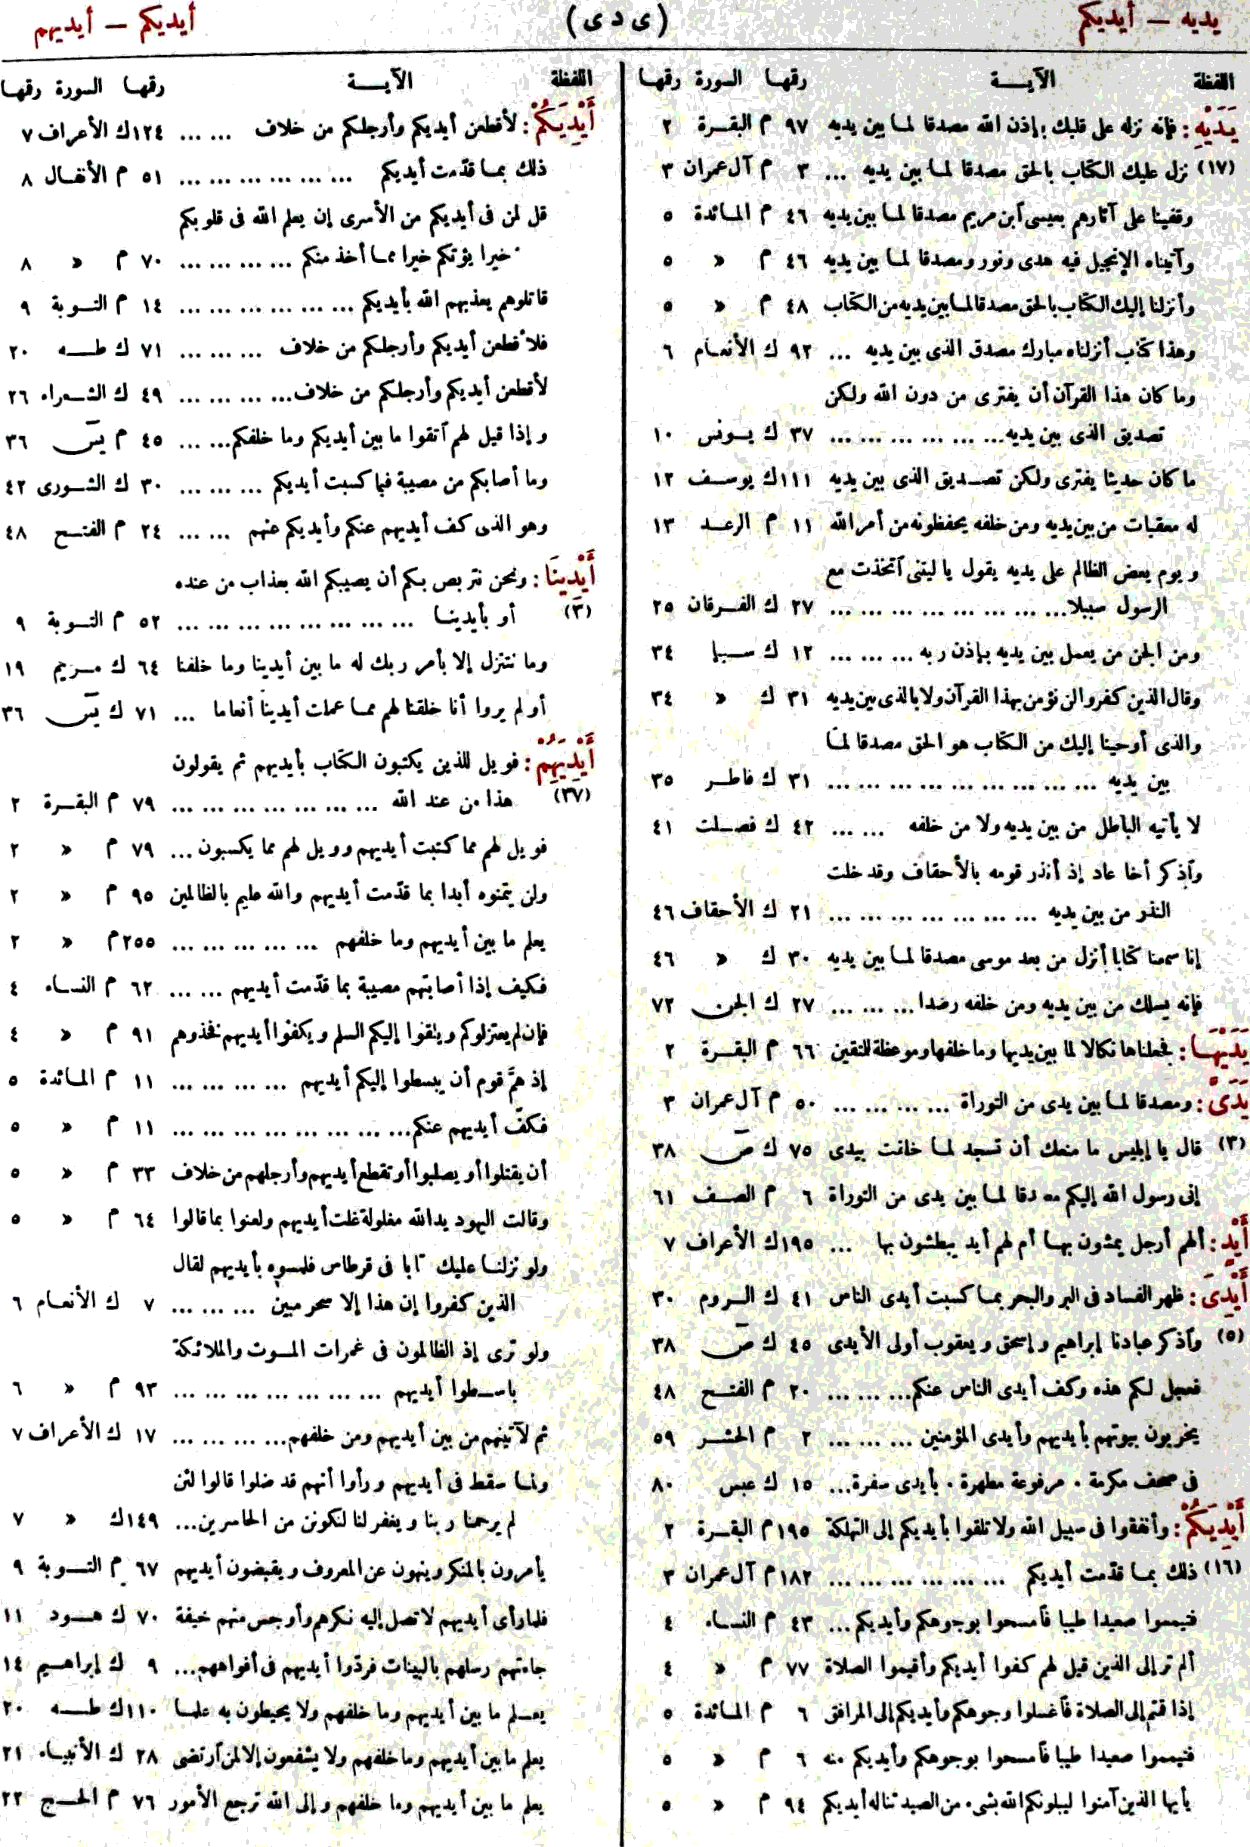 يديه — أيديكم
(ى د ى)
أيديكم — أيديهم
اللفظة الآيــة رقمها السورة رقمها
يَدَيْهِ : فإنه نزله على قلبك بإذن الله مصدقا لما بين يديه ٩٧ م البقرة ٢
(١٧) نزل عليك الكتاب بالحق مصدقا لما بين يديه ... ٣ م آل عمران ٣
وقفينا على آثارهم بعيسى آبن مريم مصدقا لما بين يديه ٤٦ م المائدة ٥
وآتيناه الإنجيل فيه هدى ونور ومصدقا لما بين يديه ٤٦ م » ٥
وأنزلنا إليك الكتاب بالحق مصدقا لما بين يديه من الكتاب ٤٨ م » ٥
وهذا كتاب أنزلناه مبارك مصدق الذى بين يديه ... ٩٢ ك الأنعام ٦
وما كان هذا القرآن أن يفترى من دون الله ولكن
تصديق الذى بين يديه ... ... ... ... ... ... ٣٧ ك يونس ١٠
ما كان حديثا يفترى ولكن تصديق الذى بين يديه ١١١ك يوسف ١٢
له معقبات من بين يديه ومن خلفه يحفظونه من أمر الله ١١ م الرعد ١٣
ويوم يعض الظالم على يديه يقول يا ليتنى آتخذت مع
الرسول سبيلا ... ... ... ... ... ... ... ... ٢٧ ك الفرقان ٢٥
ومن الجن من يعمل بين يديه بإذن ربه ... ... ... ١٢ ك سبإ ٣٤
وقال الذين كفروا لن نؤمن بهذا القرآن ولا بالذى بين يديه ٣١ ك » ٣٤
والذى أوحينا إليك من الكتاب هو الحق مصدقا لما
بين يديه ... ... ... ... ... ... ... ... ... ٣١ ك فاطر ٣٥
لا يأتيه الباطل من بين يديه ولا من خلفه ... ... ٤٢ ك فصلت ٤١
وآذكر أخا عاد إذ أنذر قومه بالأحقاف وقد خلت
النذر من بين يديه ... ... ... ... ... ... ... ٢١ ك الأحقاف ٤٦
إنا سمعنا كتابا أنزل من بعد موسى مصدقا لما بين يديه ٣٠ ك » ٤٦
فإنه يسلك من بين يديه ومن خلفه رصدا ... ... ... ٢٧ ك الجن ٧٢
يَدَيْهَا : فجعلناها نكالا لما بين يديها وما خلفها وموعظة للتقين ٦٦ م البقرة ٢
يَدَىَّ : ومصدقا لما بين يدى من التوراة ... ... ... ... ٥٠ م آل عمران ٣
(٣) قال يا إبليس ما منعك أن تسجد لما خلقت بيدى ٧٥ ك صٓ ٣٨
إنى رسول الله إليكم مصدقا لما بين يدى من التوراة ٦ م الصف ٦١
أَيْدٍ : ألهم أرجل يمشون بها أم لهم أيد يبطشون بها ... ١٩٥ك الأعراف ٧
أَيْدِى : ظهر الفساد فى البر والبحر بما كسبت أيدى الناس ٤١ ك الروم ٣٠
(٥) وآذكر عبادنا إبراهيم وإسحق ويعقوب أولى الأيدى ٤٥ ك صٓ ٣٨
فعجل لكم هذه وكف أيدى الناس عنكم ... ... ... ٢٠ م الفتح ٤٨
يخربون بيوتهم بأيديهم وأيدى المؤمنين ... ... ... ٢ م الحشر ٥٩
فى صحف مكرمة . مرفوعة مطهرة . بأيدى سفرة ... ١٥ ك عبس ٨٠
أَيْدِيَكُمْ : وأنفقوا فى سبيل الله ولا تلقوا بأيديكم إلى التهلكة ١٩٥م البقرة ٢
(١٦) ذلك بما قدّمت أيديكم ... ... ... ... ... ... ١٨٢م آل عمران ٣
فتيمموا صعيدا طيبا فآمسحوا بوجوهكم وأيديكم ... ٤٣ م النساء ٤
ألم تر إلى الذين قيل لهم كفوا أيديكم وأقيموا الصلاة ٧٧ م » ٤
إذا قتم إلى الصلاة فآغسلوا وجوهكم وأيديكم إلى المرافق ٦ م المائدة ٥
فتيمموا صعيدا طيبا فآمسحوا بوجوهكم وأيديكم منه ٦ م » ٥
يأيها الذين آمنوا ليبلونكم الله بشىء من الصيد تناله أيديكم ٩٤ م » ٥
اللفظة الآيــة رقمها السورة رقمها
أَيْدِيَكُمْ : لأقطعن أيديكم وأرجلكم من خلاف ... ... ١٢٤ك الأعراف ٧
ذلك بما قدّمت أيديكم ... ... ... ... ... ... ٥١ م الأنفال ٨
قل لمن فى أيديكم من الأسرى إن يعلم الله فى قلوبكم
خيرا يؤتكم خيرا مما أخذ منكم ... ... ... ... ٧٠ م » ٨
قاتلوهم يعذبهم الله بأيديكم ... ... ... ... ... ... ١٤ م التوبة ٩
فلأقطعن أيديكم وأرجلكم من خلاف ... ... ... ٧١ ك طه ٢٠
لأقطعن أيديكم وأرجلكم من خلاف ... ... ... ... ٤٩ ك الشعراء ٢٦
وإذا قيل لهم آتقوا ما بين أيديكم وما خلفكم ... ... ٤٥ م يسٓ ٣٦
وما أصابكم من مصيبة فبما كسبت أيديكم ... ... ... ٣٠ ك الشورى ٤٢
وهو الذى كف أيديهم عنكم وأيديكم عنهم ... ... ٢٤ م الفتح ٤٨
أَيْدِينَا : ونحن نتربص بكم أن يصيبكم الله بعذاب من عنده
(٣) أو بأيدينا ... ... ... ... ... ... ... ... ٥٢ م التوبة ٩
وما نتنزل إلا بأمر ربك له ما بين أيدينا وما خلفنا ٦٤ ك مريم ١٩
أولم يروا أنا خلقنا لهم مما عملت أيدينا أنعاما ... ٧١ ك يسٓ ٣٦
أَيْدِيَهُمْ : فويل للذين يكتبون الكتاب بأيديهم ثم يقولون
(٣٧) هذا من عند الله ... ... ... ... ... ... ... ٧٩ م البقرة ٢
فويل لهم مما كتبت أيديهم وويل لهم مما يكسبون ... ٧٩ م » ٢
ولن يتمنوه أبدا بما قدّمت أيديهم والله عليم بالظالمين ٩٥ م » ٢
يعلم ما بين أيديهم وما خلفهم ... ... ... ... ... ٢٥٥م » ٢
فكيف إذا أصابتهم مصيبة بما قدّمت أيديهم ... ... ٦٢ م النساء ٤
فإن لم يعتزلوكم ويلقوا إليكم السلم ويكفوا أيديهم فخذوهم ٩١ م » ٤
إذ همَّ قوم أن يبسطوا إليكم أيديهم ... ... ... ... ١١ م المائدة ٥
فكفّ أيديهم عنكم ... ... ... ... ... ... ... ... ١١ م » ٥
أن يقتلوا أو يصلبوا أو تقطع أيديهم وأرجلهم من خلاف ٣٣ م » ٥
وقالت اليهود يد الله مغلولة غلت أيديهم ولعنوا بما قالوا ٦٤ م » ٥
ولو نزلنا عليك كتابا فى قرطاس فلمسوه بأيديهم لقال
الذين كفروا إن هذا إلا سحر مبين ... ... ... ٧ ك الأنعام ٦
ولو ترى إذ الظالمون فى غمرات الموت والملائكة
باسطوا أيديهم ... ... ... ... ... ... ... ... ٩٣ م » ٦
ثم لآتينهم من بين أيديهم ومن خلفهم ... ... ... ... ١٧ ك الأعراف ٧
ولما سقط فى أيديهم ورأوا أنهم قد ضلوا قالوا لئن
لم يرحمنا ربنا ويغفر لنا لنكونن من الخاسرين ... ١٤٩ك » ٧
يأمرون بالمنكر وينهون عن المعروف ويقبضون أيديهم ٦٧ م التوبة ٩
فلما رأى أيديهم لا تصل إليه نكرهم وأوجس منهم خيفة ٧٠ ك هود ١١
جاءتهم رسلهم بالبينات فردّوا أيديهم فى أفواههم ... ٩ ك إبراهيم ١٤
يعلم ما بين أيديهم وما خلفهم ولا يحيطون به علما ١١٠ك طه ٢٠
يعلم ما بين أيديهم وما خلفهم ولا يشفعون إلا لمن آرتضى ٢٨ ك الأنبياء ٢١
يعلم ما بين أيديهم وما خلفهم وإلى الله ترجع الأمور ٧٦ م الحج ٢٢